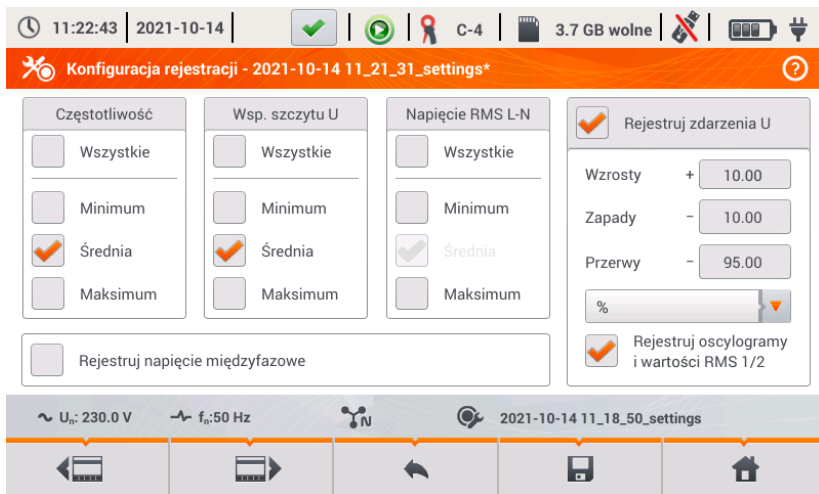 11:22:43 2021-10-14 C-4 3.7 GB wolne
Konfiguracja rejestracji - 2021-10-14 11_21_31_settings* ?
Częstotliwość
Wszystkie
Minimum
Średnia
Maksimum
Wsp. szczytu U
Wszystkie
Minimum
Średnia
Maksimum
Napięcie RMS L-N
Wszystkie
Minimum
Średnia
Maksimum
Rejestruj napięcie międzyfazowe
Rejestruj zdarzenia U
Wzrosty + 10.00
Zapady - 10.00
Przerwy - 95.00
%
Rejestruj oscylogramy
i wartości RMS 1/2
Un: 230.0 V fn:50 Hz N 2021-10-14 11_18_50_settings